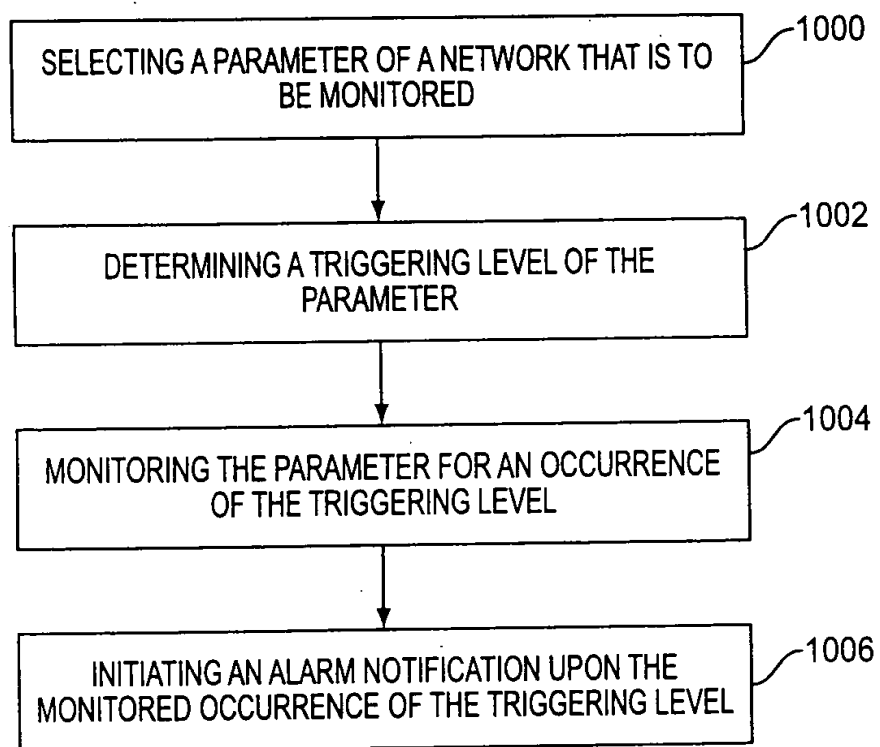 1000
SELECTING A PARAMETER OF A NETWORK THAT IS TO
BE MONITORED
1002
DETERMINING A TRIGGERING LEVEL OF THE
PARAMETER
1004
MONITORING THE PARAMETER FOR AN OCCURRENCE
OF THE TRIGGERING LEVEL
1006
INITIATING AN ALARM NOTIFICATION UPON THE
MONITORED OCCURRENCE OF THE TRIGGERING LEVEL